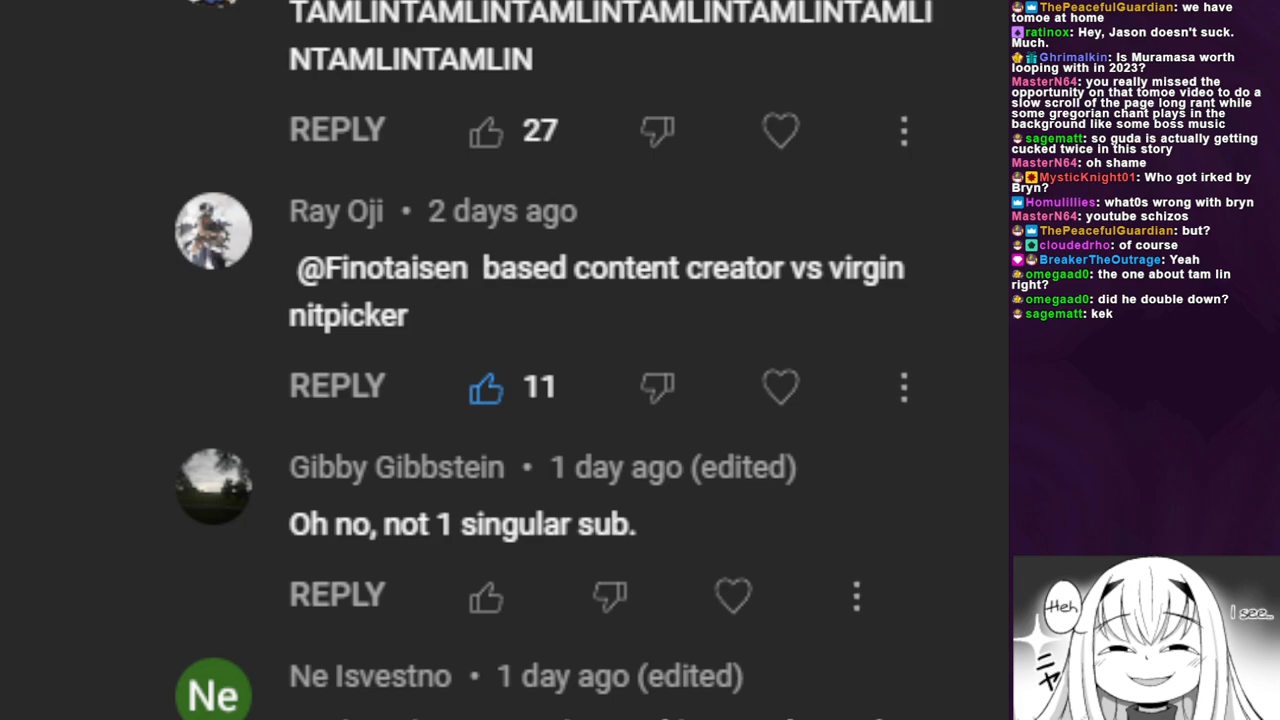 TAMLINTAMLINTAMLINTAMLINTAMLINTAMLI
NTAMLINTAMLIN
REPLY 27
Ray Oji • 2 days ago
@Finotaisen based content creator vs virgin
nitpicker
REPLY 11
Gibby Gibbstein • 1 day ago (edited)
Oh no, not 1 singular sub.
REPLY
Ne
Ne Isvestno • 1 day ago (edited)
ThePeacefulGuardian: we have
tomoe at home
ratinox: Hey, Jason doesn't suck.
Much.
Ghrimalkin: Is Muramasa worth
looping with in 2023?
MasterN64: you really missed the
opportunity on that tomoe video to do a
slow scroll of the page long rant while
some gregorian chant plays in the
background like some boss music
sagematt: so guda is actually getting
cucked twice in this story
MasterN64: oh shame
MysticKnight01: Who got irked by
Bryn?
Homulillies: what0s wrong with bryn
MasterN64: youtube schizos
ThePeacefulGuardian: but?
cloudedrho: of course
BreakerTheOutrage: Yeah
omegaad0: the one about tam lin
right?
omegaad0: did he double down?
sagematt: kek
Heh
I see...
ニヤ